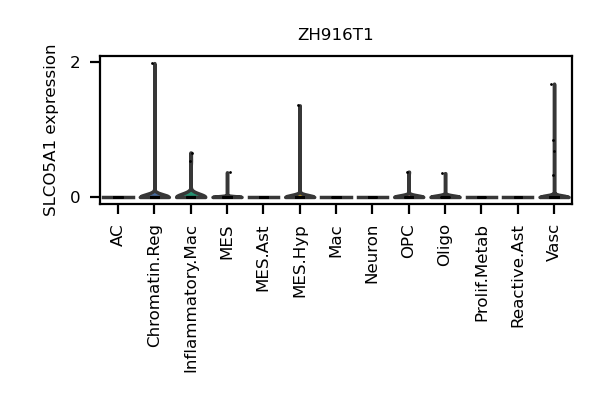 ZH916T1
SLCO5A1 expression
2
0
AC
Chromatin.Reg
Inflammatory.Mac
MES
MES.Ast
MES.Hyp
Mac
Neuron
OPC
Oligo
Prolif.Metab
Reactive.Ast
Vasc